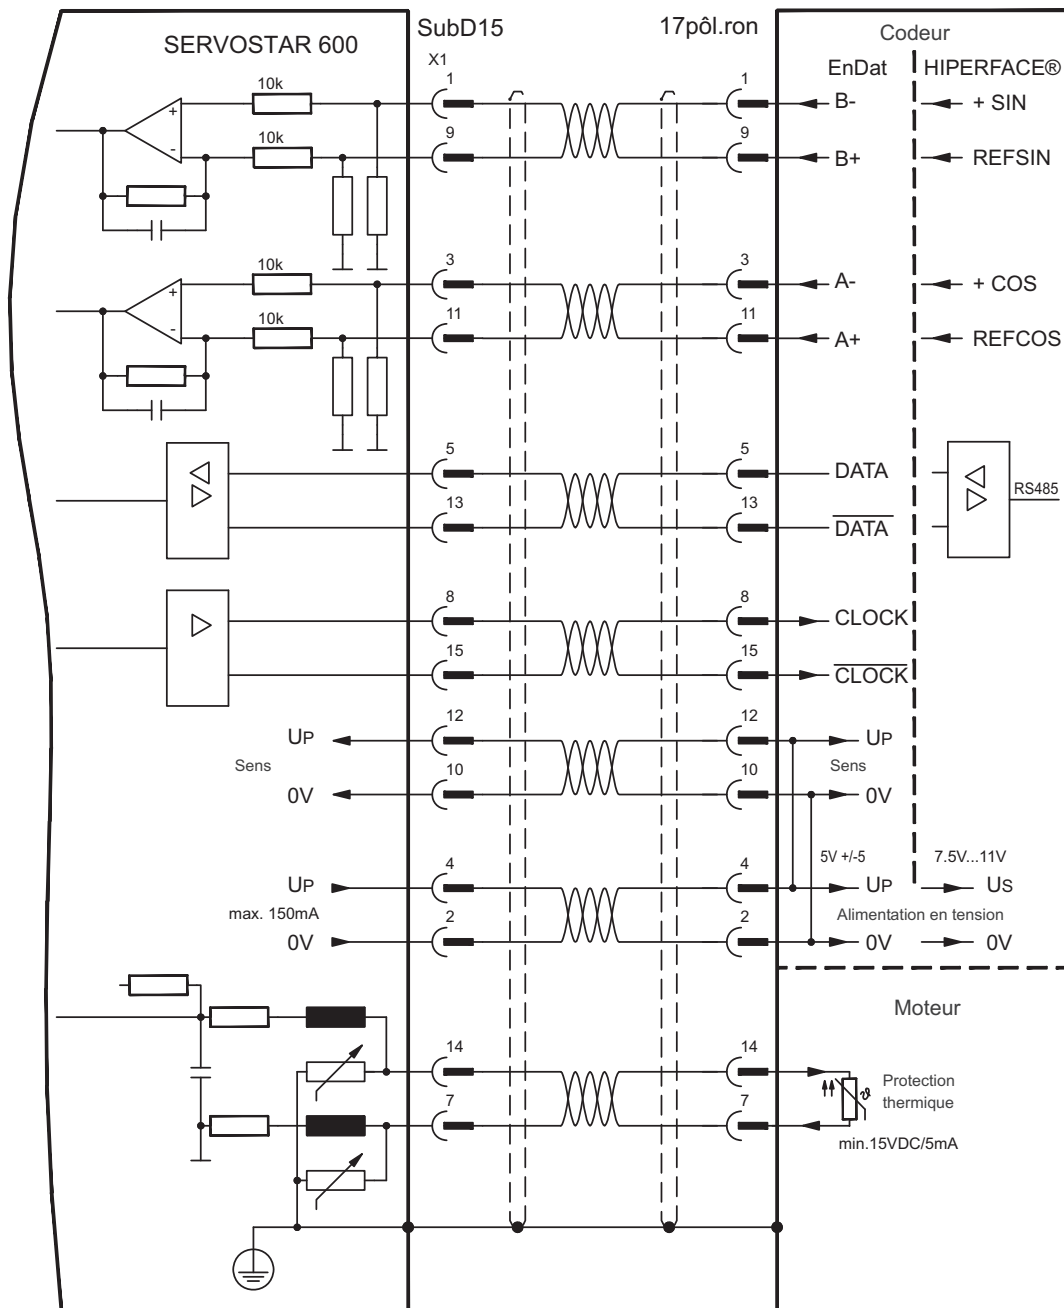 SERVOSTAR 600
SubD15
17pôl.ron
Codeur
X1
EnDat
HIPERFACE®
10k
1
1
B-
+ SIN
+
10k
9
9
B+
REFSIN
-
10k
3
3
A-
+ COS
+
10k
11
11
A+
REFCOS
-
5
5
DATA
RS485
13
13
DATA
8
8
CLOCK
15
15
CLOCK
UP
12
12
UP
Sens
Sens
0V
10
10
0V
5V +/-5
7.5V...11V
UP
4
4
UP
US
max. 150mA
Alimentation en tension
0V
2
2
0V
0V
Moteur
14
14
Protection
thermique
ϑ
7
7
min.15VDC/5mA